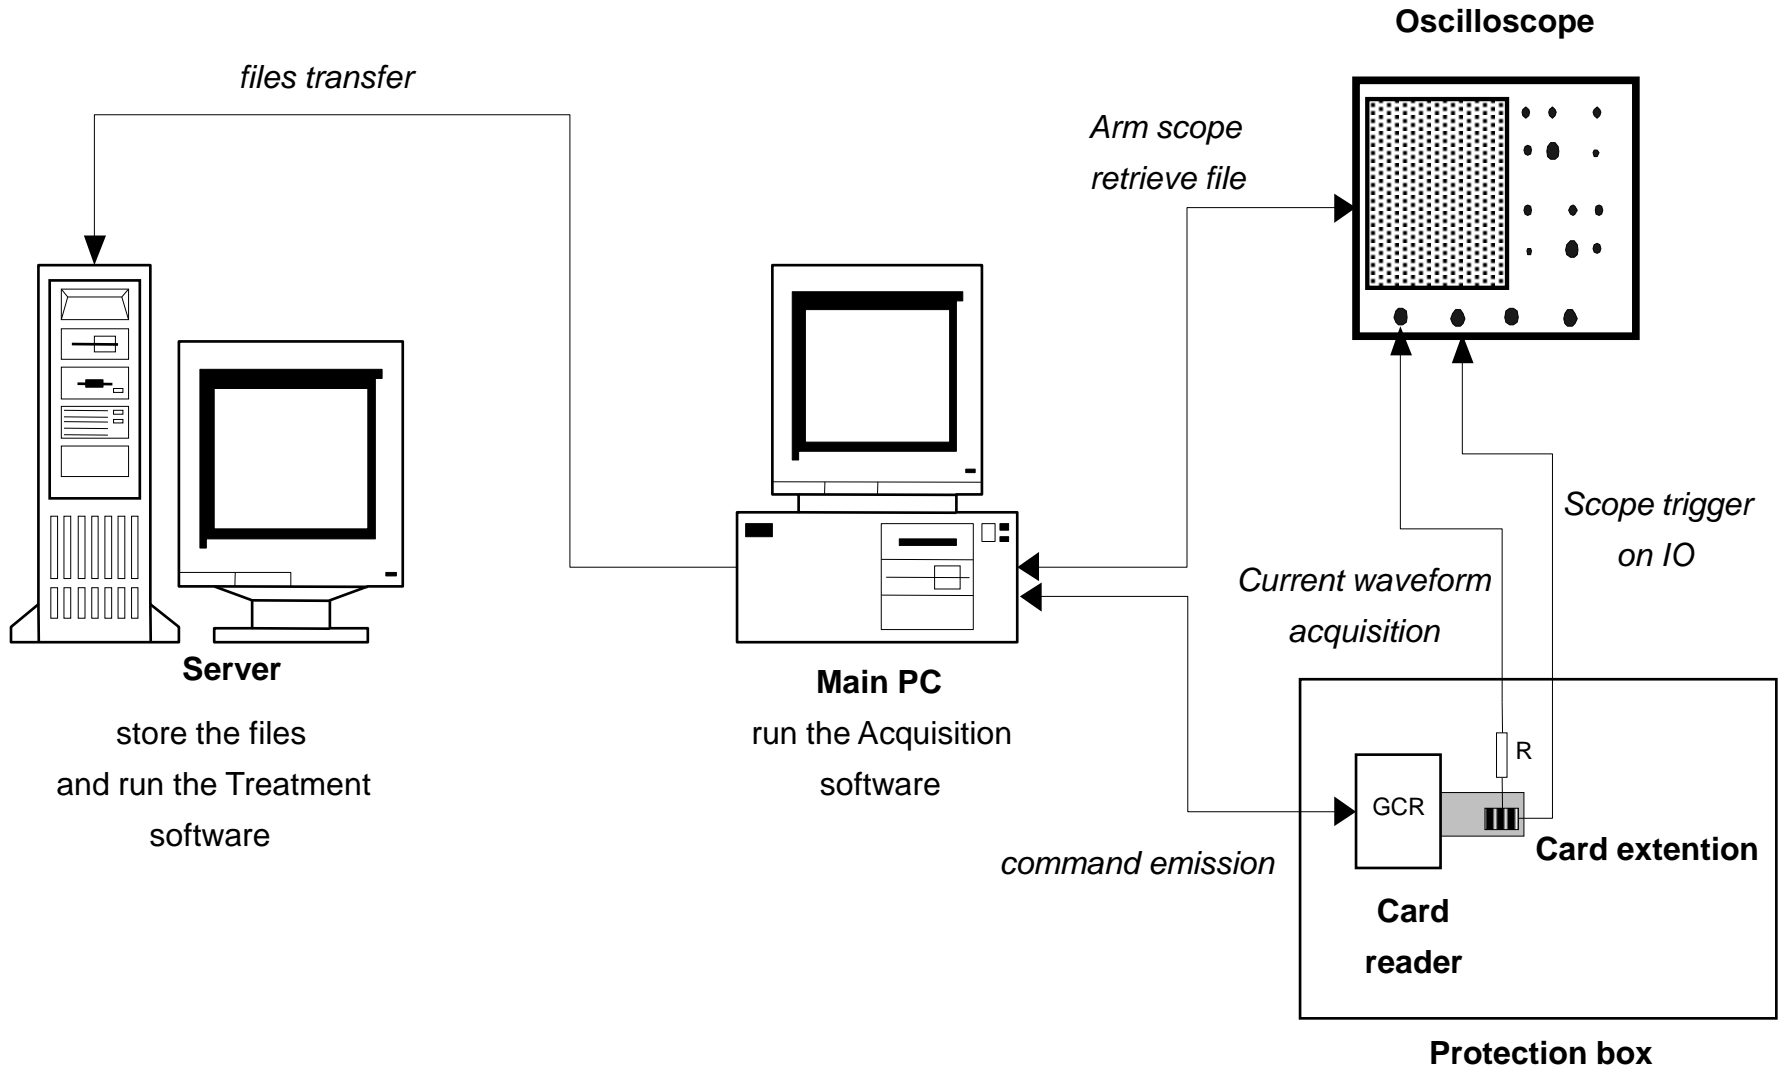 Oscilloscope
files transfer
Arm scope
retrieve file
Scope trigger
on IO
Current waveform
acquisition
Server
store the files
and run the Treatment
software
Main PC
run the Acquisition
software
R
GCR
Card extention
command emission
Card
reader
Protection box